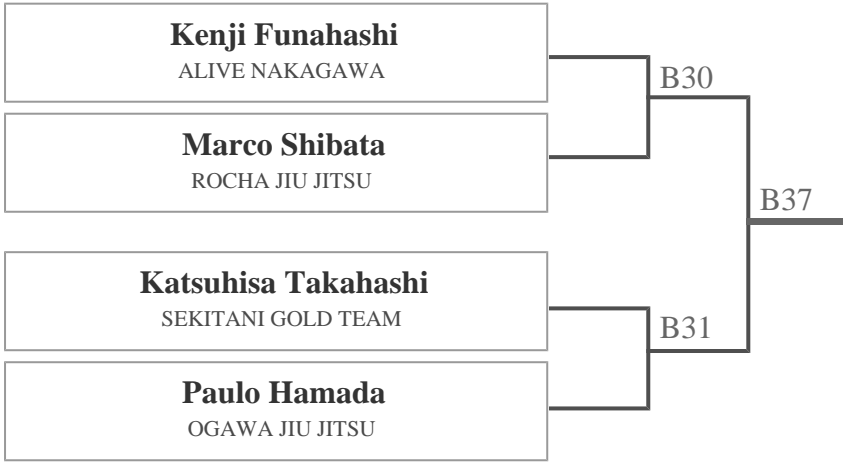 Kenji Funahashi
ALIVE NAKAGAWA
B30
Marco Shibata
ROCHA JIU JITSU
B37
Katsuhisa Takahashi
SEKITANI GOLD TEAM
B31
Paulo Hamada
OGAWA JIU JITSU